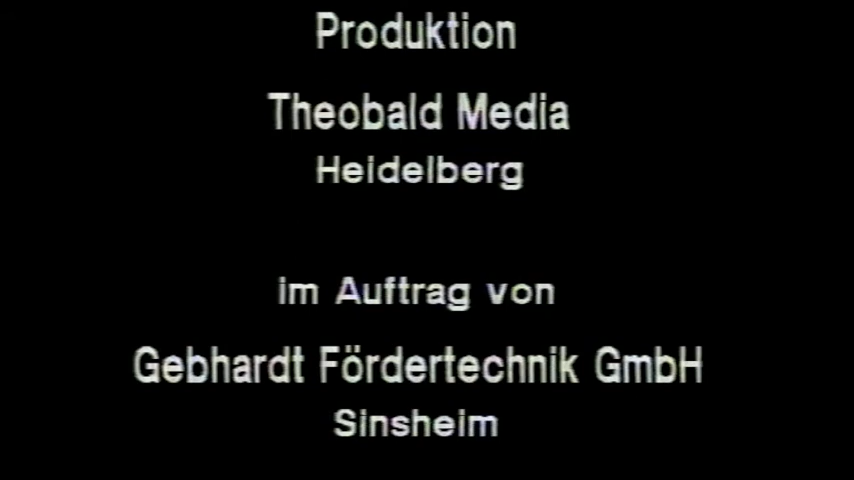 Produktion
Theobald Media
Heidelberg
im Auftrag von
Gebhardt Fördertechnik GmbH
Sinsheim